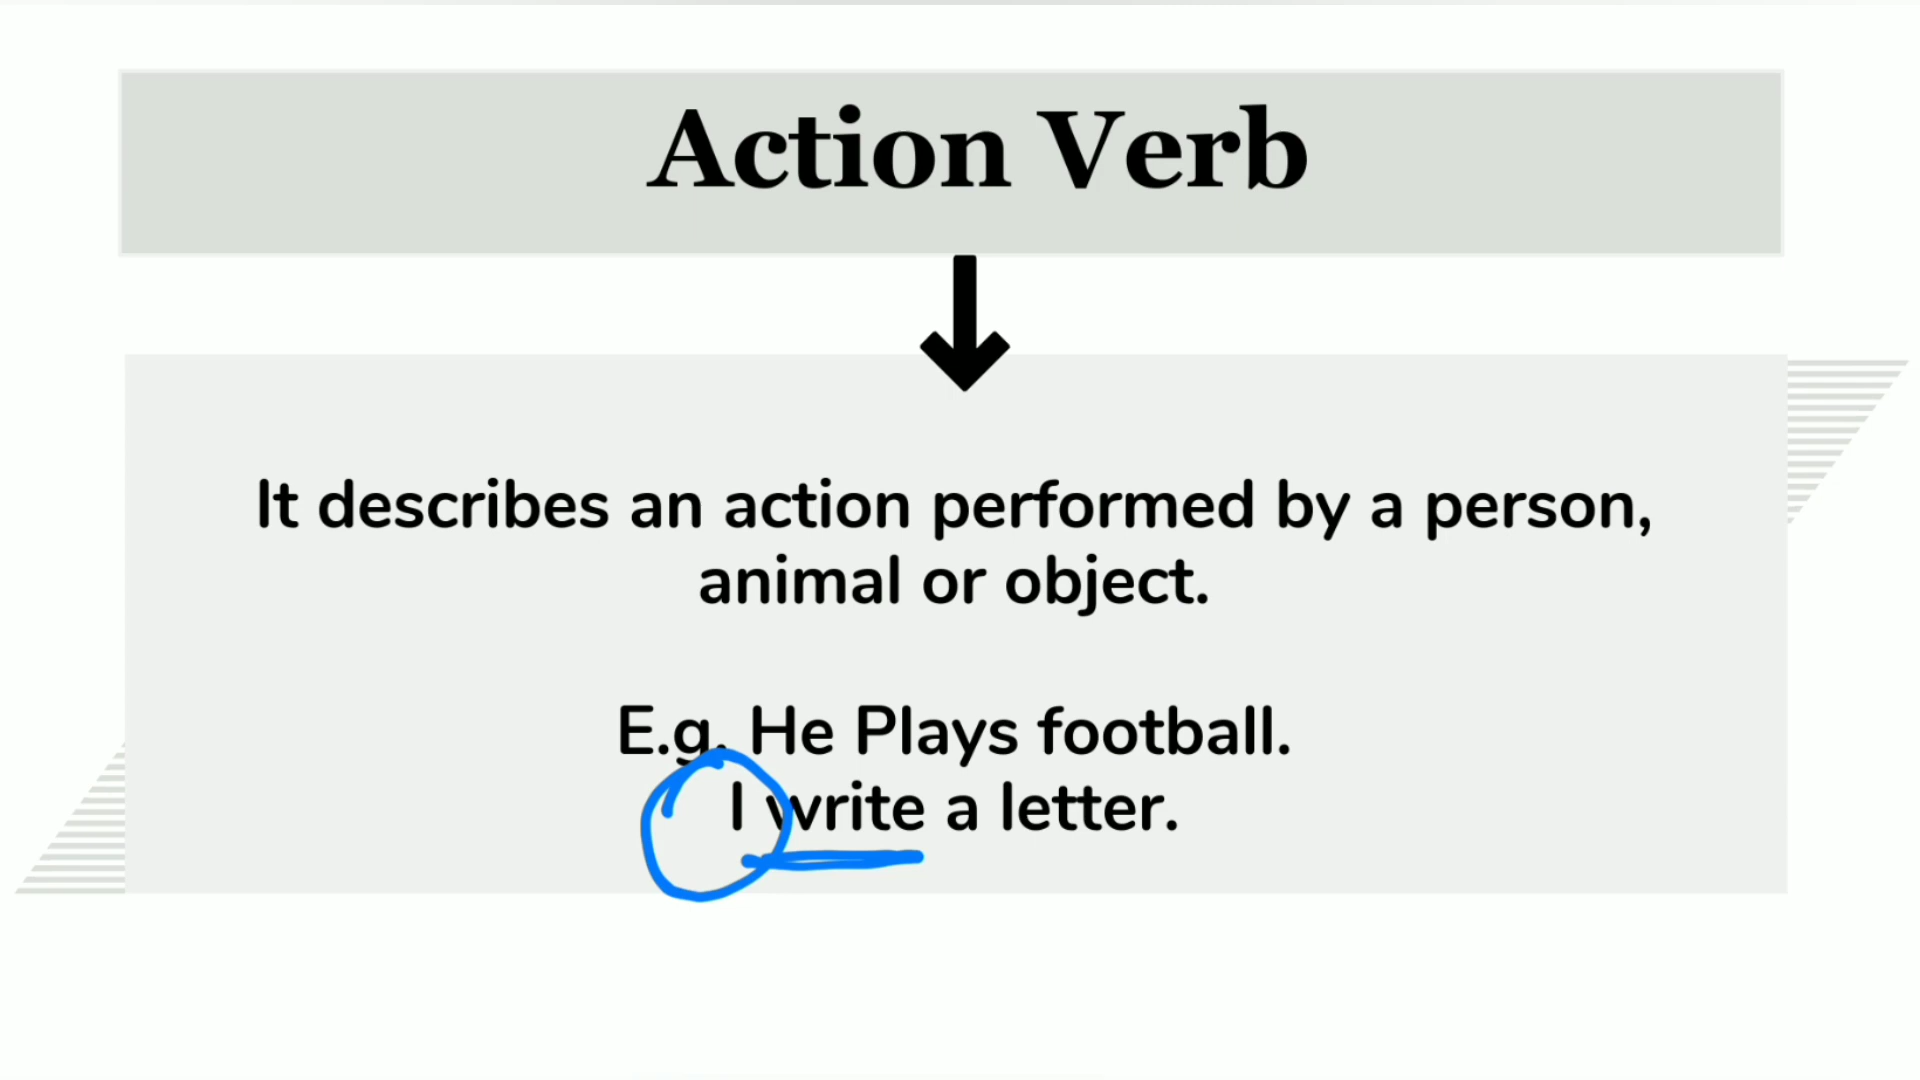 Action Verb
It describes an action performed by a person,
animal or object.
E.g. He Plays football.
I write a letter.